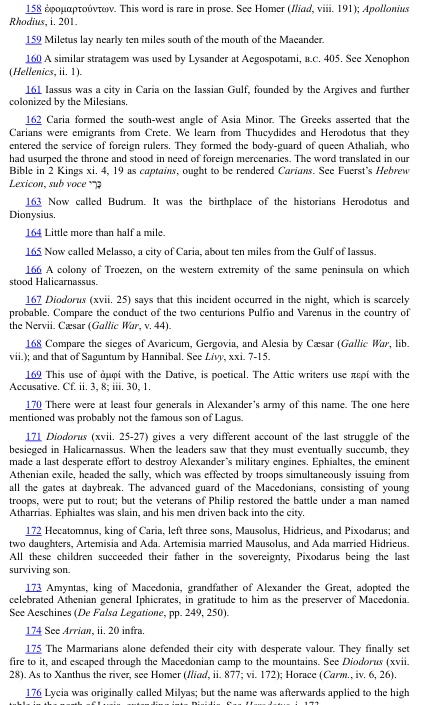 158 ἐφομαρτούντων. This word is rare in prose. See Homer (Iliad, viii. 191); Apollonius
Rhodius, i. 201.
159 Miletus lay nearly ten miles south of the mouth of the Maeander.
160 A similar stratagem was used by Lysander at Aegospotami, B.C. 405. See Xenophon
(Hellenics, ii. 1).
161 Iassus was a city in Caria on the Iassian Gulf, founded by the Argives and further
colonized by the Milesians.
162 Caria formed the south-west angle of Asia Minor. The Greeks asserted that the
Carians were emigrants from Crete. We learn from Thucydides and Herodotus that they
entered the service of foreign rulers. They formed the body-guard of queen Athaliah, who
had usurped the throne and stood in need of foreign mercenaries. The word translated in our
Bible in 2 Kings xi. 4, 19 as captains, ought to be rendered Carians. See Fuerst's Hebrew
Lexicon, sub voce כָּרִי
163 Now called Budrum. It was the birthplace of the historians Herodotus and
Dionysius.
164 Little more than half a mile.
165 Now called Melasso, a city of Caria, about ten miles from the Gulf of Iassus.
166 A colony of Troezen, on the western extremity of the same peninsula on which
stood Halicarnassus.
167 Diodorus (xvii. 25) says that this incident occurred in the night, which is scarcely
probable. Compare the conduct of the two centurions Pulfio and Varenus in the country of
the Nervii. Cæsar (Gallic War, v. 44).
168 Compare the sieges of Avaricum, Gergovia, and Alesia by Cæsar (Gallic War, lib.
vii.); and that of Saguntum by Hannibal. See Livy, xxi. 7-15.
169 This use of ἀμφί with the Dative, is poetical. The Attic writers use περί with the
Accusative. Cf. ii. 3, 8; iii. 30, 1.
170 There were at least four generals in Alexander's army of this name. The one here
mentioned was probably not the famous son of Lagus.
171 Diodorus (xvii. 25-27) gives a very different account of the last struggle of the
besieged in Halicarnassus. When the leaders saw that they must eventually succumb, they
made a last desperate effort to destroy Alexander's military engines. Ephialtes, the eminent
Athenian exile, headed the sally, which was effected by troops simultaneously issuing from
all the gates at daybreak. The advanced guard of the Macedonians, consisting of young
troops, were put to rout; but the veterans of Philip restored the battle under a man named
Atharrias. Ephialtes was slain, and his men driven back into the city.
172 Hecatomnus, king of Caria, left three sons, Mausolus, Hidrieus, and Pixodarus; and
two daughters, Artemisia and Ada. Artemisia married Mausolus, and Ada married Hidrieus.
All these children succeeded their father in the sovereignty, Pixodarus being the last
surviving son.
173 Amyntas, king of Macedonia, grandfather of Alexander the Great, adopted the
celebrated Athenian general Iphicrates, in gratitude to him as the preserver of Macedonia.
See Aeschines (De Falsa Legatione, pp. 249, 250).
174 See Arrian, ii. 20 infra.
175 The Marmarians alone defended their city with desperate valour. They finally set
fire to it, and escaped through the Macedonian camp to the mountains. See Diodorus (xvii.
28). As to Xanthus the river, see Homer (Iliad, ii. 877; vi. 172); Horace (Carm., iv. 6, 26).
176 Lycia was originally called Milyas; but the name was afterwards applied to the high
table in the north of Lycia, extending into Pisidia. See Herodotus, i. 173.